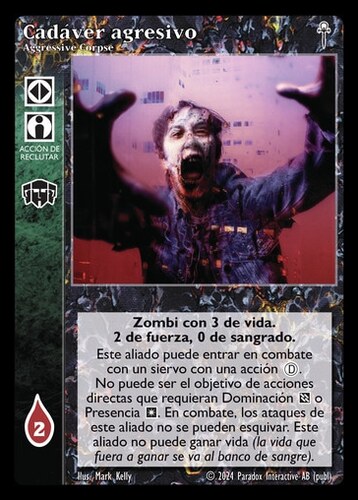 Cadáver agresivo
Aggressive Corpse
ACCIÓN DE
RECLUTAR
Zombi con 3 de vida.
2 de fuerza, 0 de sangrado.
Este aliado puede entrar en combate
con un siervo con una acción Ⓓ.
No puede ser el objetivo de acciones
directas que requieran Dominación o
Presencia. En combate, los ataques de
este aliado no se pueden esquivar. Este
aliado no puede ganar vida (la vida que
fuera a ganar se va al banco de sangre).
2
Ilus: Mark Kelly
© 2024 Paradox Interactive AB (publ)